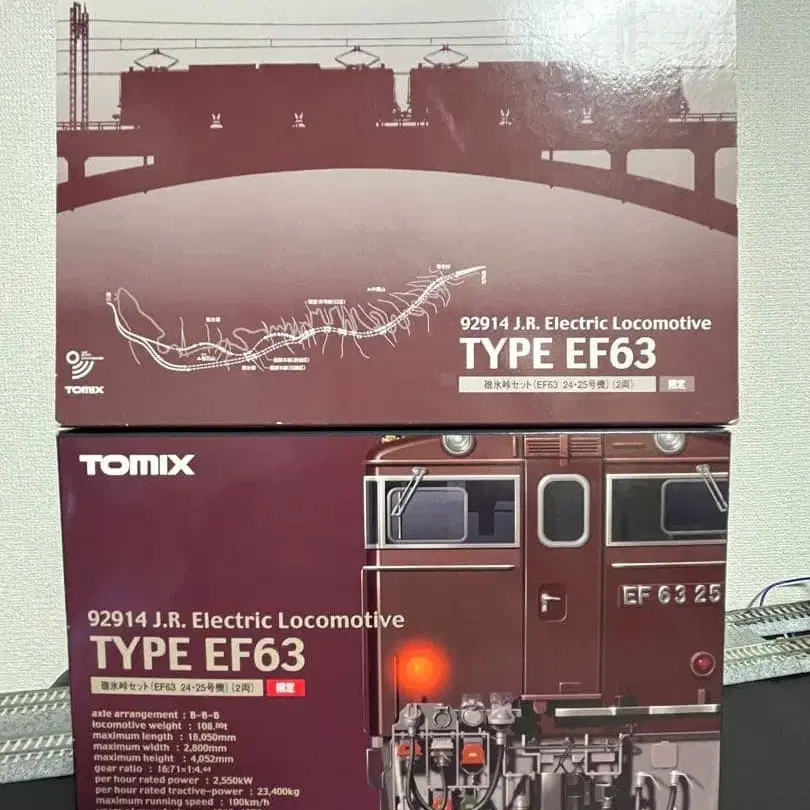 92914 J.R. Electric Locomotive
TYPE EF63
碓氷峠セット(EF63 24・25号機)(2両) 限定
TOMIX
TOMIX
EF 63 25
92914 J.R. Electric Locomotive
TYPE EF63
碓氷峠セット(EF63 24・25号機)(2両) 限定
axle arrangement : B-B-B
locomotive weight : 108.00t
maximum length : 18,050mm
maximum width : 2,800mm
maximum height : 4,052mm
gear ratio : 16:71=1:4.44
per hour rated power : 2,550kW
per hour rated tractive-power : 23,400kg
maximum running speed : 100km/h